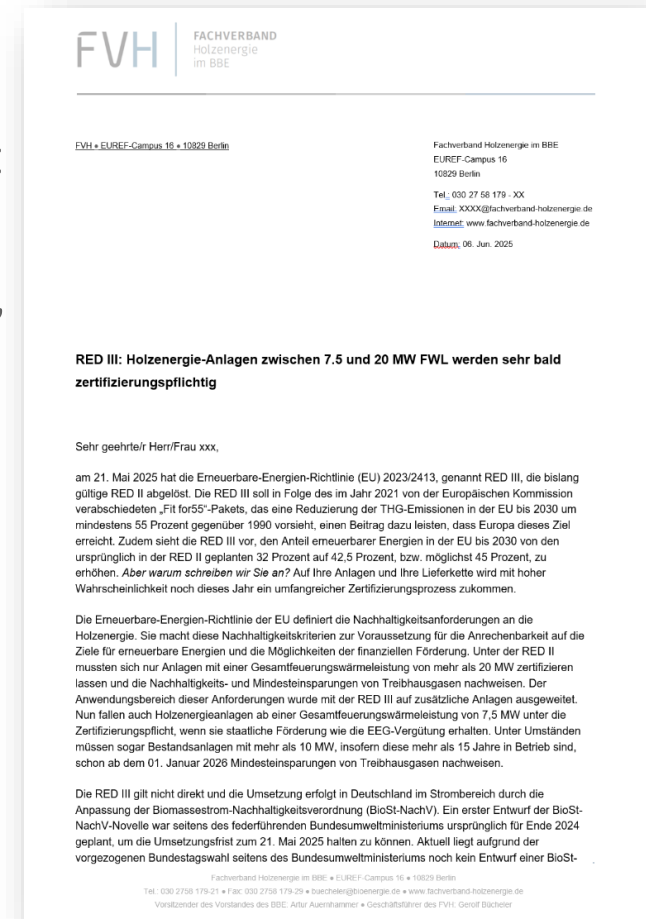 FVH
FACHVERBAND
Holzenergie
im BBE
FVH ● EUREF-Campus 16 ● 10829 Berlin
Fachverband Holzenergie im BBE
EUREF-Campus 16
10829 Berlin
Tel.: 030 27 58 179 - XX
Email: XXXX@fachverband-holzenergie.de
Internet: www.fachverband-holzenergie.de
Datum: 06. Jun. 2025
RED III: Holzenergie-Anlagen zwischen 7.5 und 20 MW FWL werden sehr bald
zertifizierungspflichtig
Sehr geehrte/r Herr/Frau xxx,
am 21. Mai 2025 hat die Erneuerbare-Energien-Richtlinie (EU) 2023/2413, genannt RED III, die bislang
gültige RED II abgelöst. Die RED III soll in Folge des im Jahr 2021 von der Europäischen Kommission
verabschiedeten „Fit for55“-Pakets, das eine Reduzierung der THG-Emissionen in der EU bis 2030 um
mindestens 55 Prozent gegenüber 1990 vorsieht, einen Beitrag dazu leisten, dass Europa dieses Ziel
erreicht. Zudem sieht die RED III vor, den Anteil erneuerbarer Energien in der EU bis 2030 von den
ursprünglich in der RED II geplanten 32 Prozent auf 42,5 Prozent, bzw. möglichst 45 Prozent, zu
erhöhen. Aber warum schreiben wir Sie an? Auf Ihre Anlagen und Ihre Lieferkette wird mit hoher
Wahrscheinlichkeit noch dieses Jahr ein umfangreicher Zertifizierungsprozess zukommen.
Die Erneuerbare-Energien-Richtlinie der EU definiert die Nachhaltigkeitsanforderungen an die
Holzenergie. Sie macht diese Nachhaltigkeitskriterien zur Voraussetzung für die Anrechenbarkeit auf die
Ziele für erneuerbare Energien und die Möglichkeiten der finanziellen Förderung. Unter der RED II
mussten sich nur Anlagen mit einer Gesamtfeuerungswärmeleistung von mehr als 20 MW zertifizieren
lassen und die Nachhaltigkeits- und Mindesteinsparungen von Treibhausgasen nachweisen. Der
Anwendungsbereich dieser Anforderungen wurde mit der RED III auf zusätzliche Anlagen ausgeweitet.
Nun fallen auch Holzenergieanlagen ab einer Gesamtfeuerungswärmeleistung von 7,5 MW unter die
Zertifizierungspflicht, wenn sie staatliche Förderung wie die EEG-Vergütung erhalten. Unter Umständen
müssen sogar Bestandsanlagen mit mehr als 10 MW, insofern diese mehr als 15 Jahre in Betrieb sind,
schon ab dem 01. Januar 2026 Mindesteinsparungen von Treibhausgasen nachweisen.
Die RED III gilt nicht direkt und die Umsetzung erfolgt in Deutschland im Strombereich durch die
Anpassung der Biomassestrom-Nachhaltigkeitsverordnung (BioSt-NachV). Ein erster Entwurf der BioSt-
NachV-Novelle war seitens des federführenden Bundesumweltministeriums ursprünglich für Ende 2024
geplant, um die Umsetzungsfrist zum 21. Mai 2025 halten zu können. Aktuell liegt aufgrund der
vorgezogenen Bundestagswahl seitens des Bundesumweltministeriums noch kein Entwurf einer BioSt-
Fachverband Holzenergie im BBE ● EUREF-Campus 16 ● 10829 Berlin
Tel.: 030 2758 179-21 ● Fax: 030 2758 179-29 ● buecheler@bioenergie.de ● www.fachverband-holzenergie.de
Vorsitzender des Vorstandes des BBE: Artur Auernhammer ● Geschäftsführer des FVH: Gerolf Bücheler